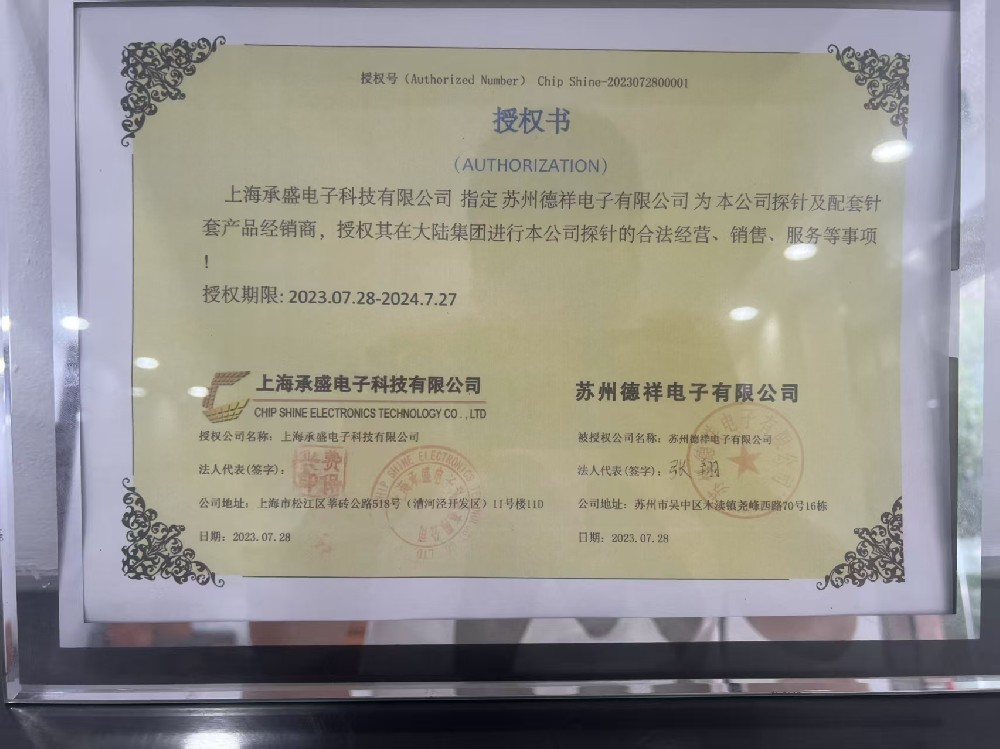 授权号（Authorized Number） Chip Shine-2023072800001
授权书
（AUTHORIZATION）
上海承盛电子科技有限公司 指定 苏州德祥电子有限公司 为 本公司探针及配套针
套产品经销商，授权其在大陆集团进行本公司探针的合法经营、销售、服务等事项
！
授权期限: 2023.07.28-2024.7.27
上海承盛电子科技有限公司
CHIP SHINE ELECTRONICS TECHNOLOGY CO.,LTD
授权公司名称：上海承盛电子科技有限公司
法人代表(签字)：
公司地址：上海市松江区莘砖公路518号（漕河泾开发区）11号楼11D
日期：2023.07.28
苏州德祥电子有限公司
被授权公司名称：苏州德祥电子有限公司
法人代表(签字)：张翔
公司地址：苏州市吴中区木渎镇尧峰西路70号16栋
日期：2023.07.28